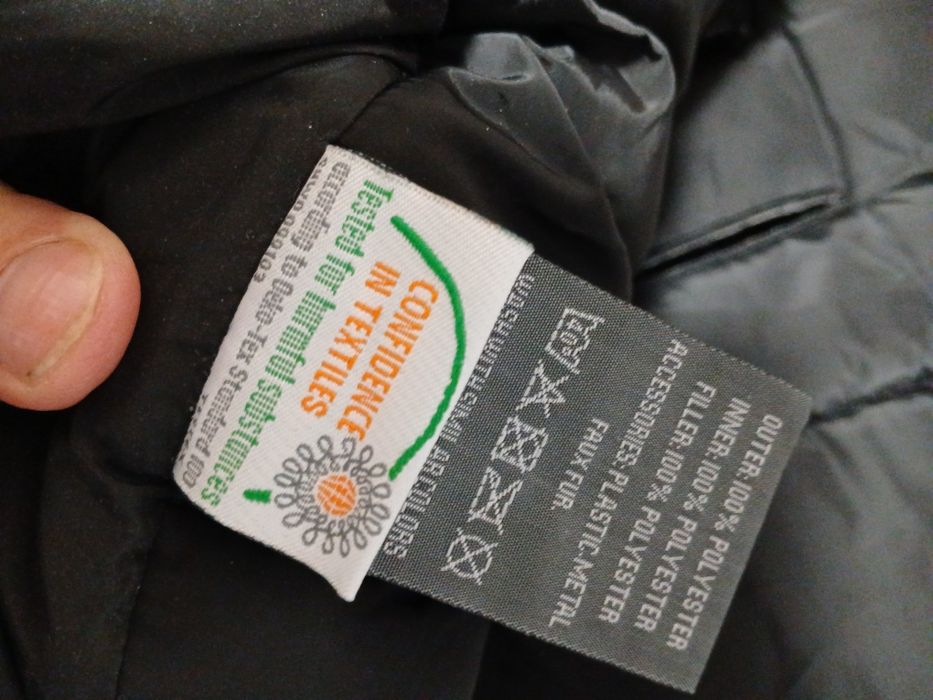 OUTER: 100% POLYESTER
INNER: 100% POLYESTER
FILLER: 100% POLYESTER
ACCESSORIES: PLASTIC. METAL
FAUX FUR.
40°
WASH WITH SIMILAR COLORS
CONFIDENCE
IN TEXTILES
Tested for harmful substances
according to Oeko-Tex Standard 100